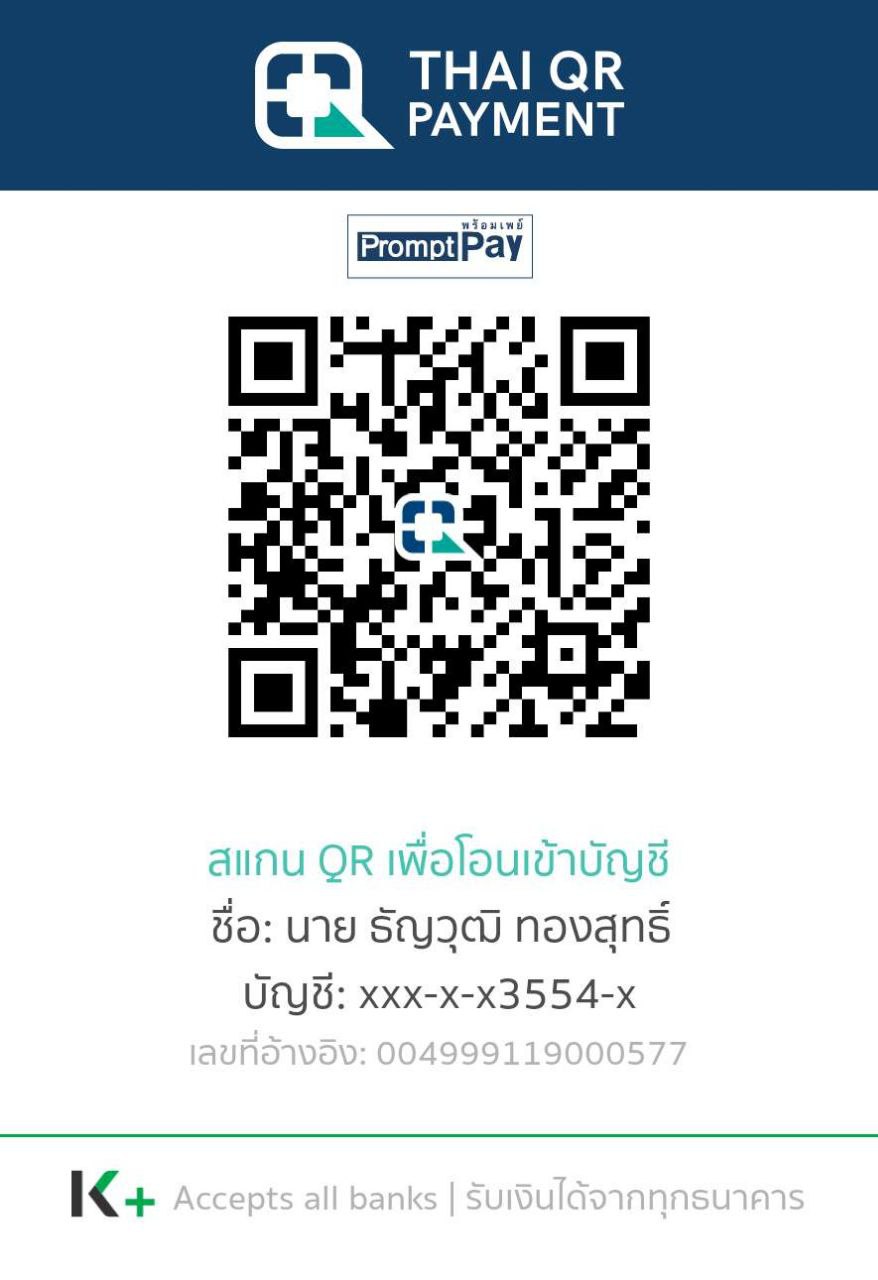 THAI QR
PAYMENT
พร้อมเพย์
PromptPay
สแกน QR เพื่อโอนเข้าบัญชี
ชื่อ: นาย ธัญวุฒิ ทองสุทธิ์
บัญชี: xxx-x-x3554-x
เลขที่อ้างอิง: 004999119000577
K+ Accepts all banks | รับเงินได้จากทุกธนาคาร